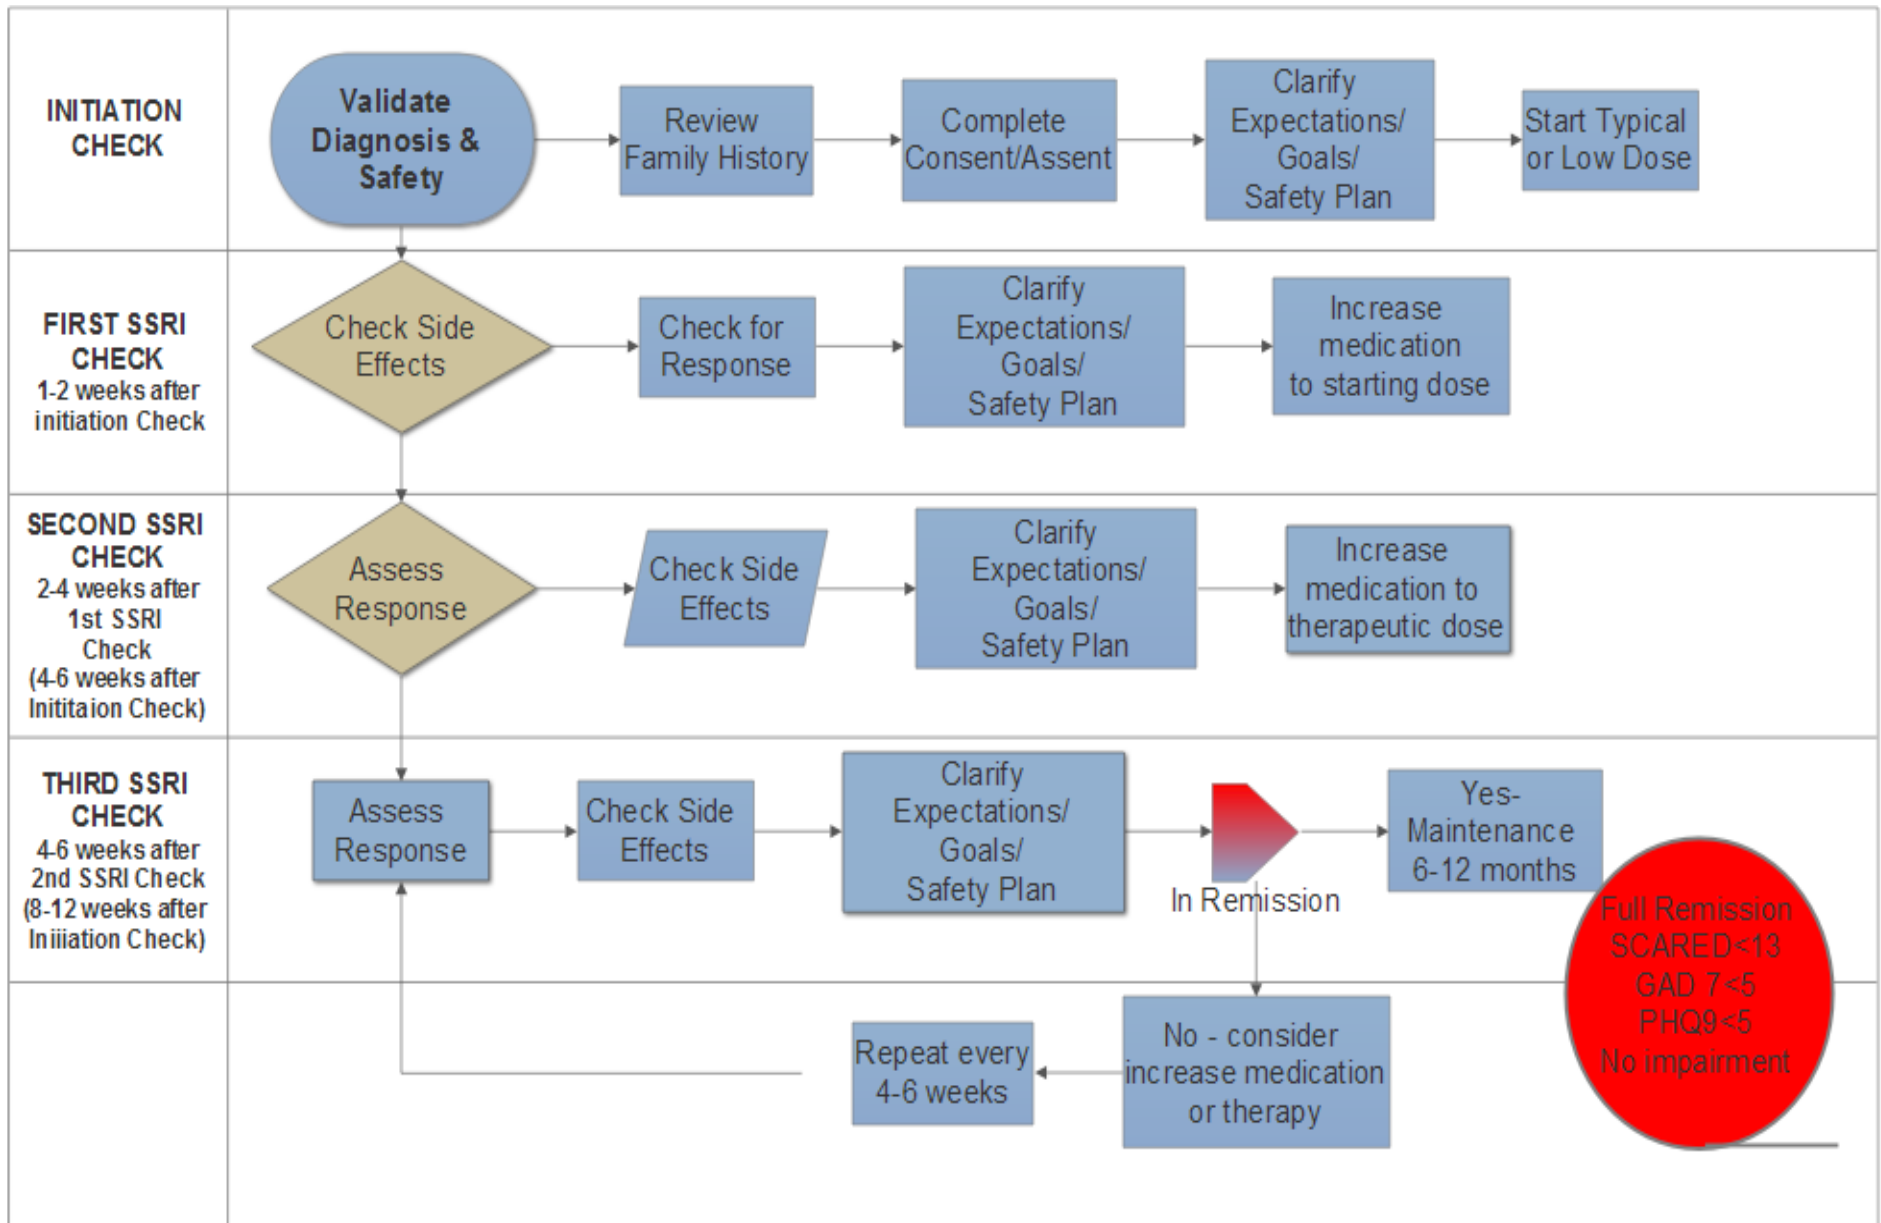 INITIATION
CHECK
Validate
Diagnosis &
Safety
Review
Family History
Complete
Consent/Assent
Clarify
Expectations/
Goals/
Safety Plan
Start Typical
or Low Dose
FIRST SSRI
CHECK
1-2 weeks after
initiation Check
Check Side
Effects
Check for
Response
Clarify
Expectations/
Goals/
Safety Plan
Increase
medication
to starting dose
SECOND SSRI
CHECK
2-4 weeks after
1st SSRI
Check
(4-6 weeks after
Inititaion Check)
Assess
Response
Check Side
Effects
Clarify
Expectations/
Goals/
Safety Plan
Increase
medication to
therapeutic dose
THIRD SSRI
CHECK
4-6 weeks after
2nd SSRI Check
(8-12 weeks after
Iniiiation Check)
Assess
Response
Check Side
Effects
Clarify
Expectations/
Goals/
Safety Plan
In Remission
Yes-
Maintenance
6-12 months
Full Remission
SCARED<13
GAD 7<5
PHQ9<5
No impairment
No - consider
increase medication
or therapy
Repeat every
4-6 weeks